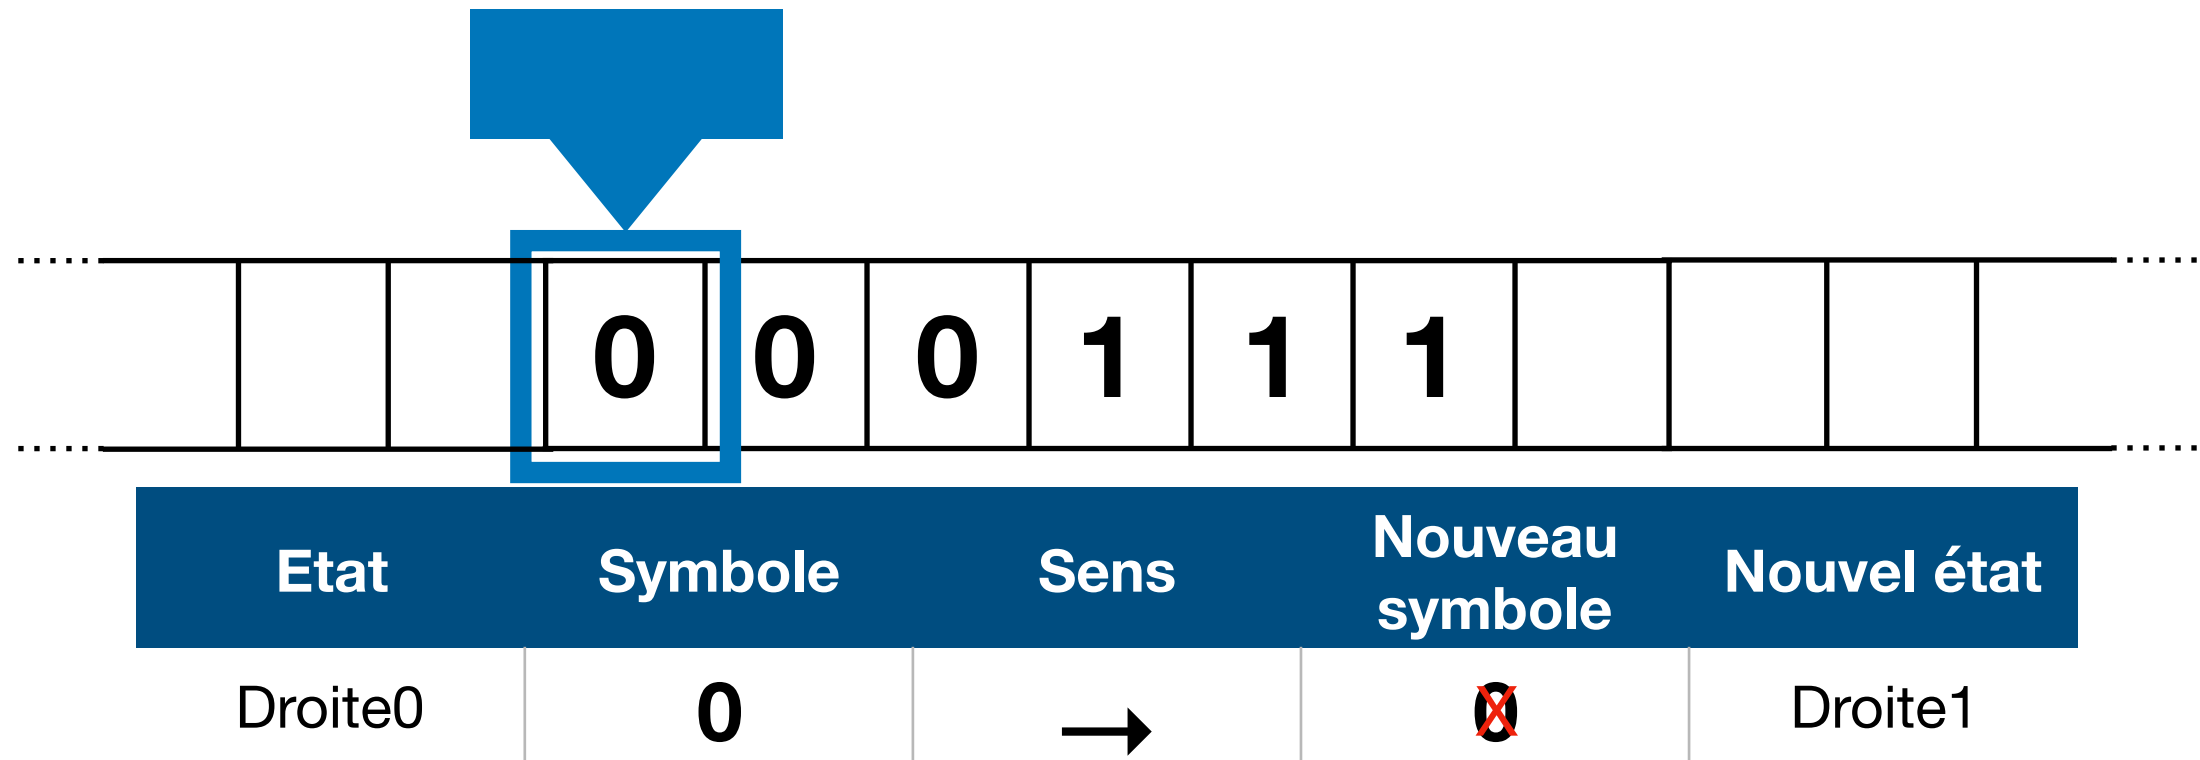 0 0 0 1 1 1
Etat Symbole Sens Nouveau symbole Nouvel état
Droite0 0 → 0 Droite1